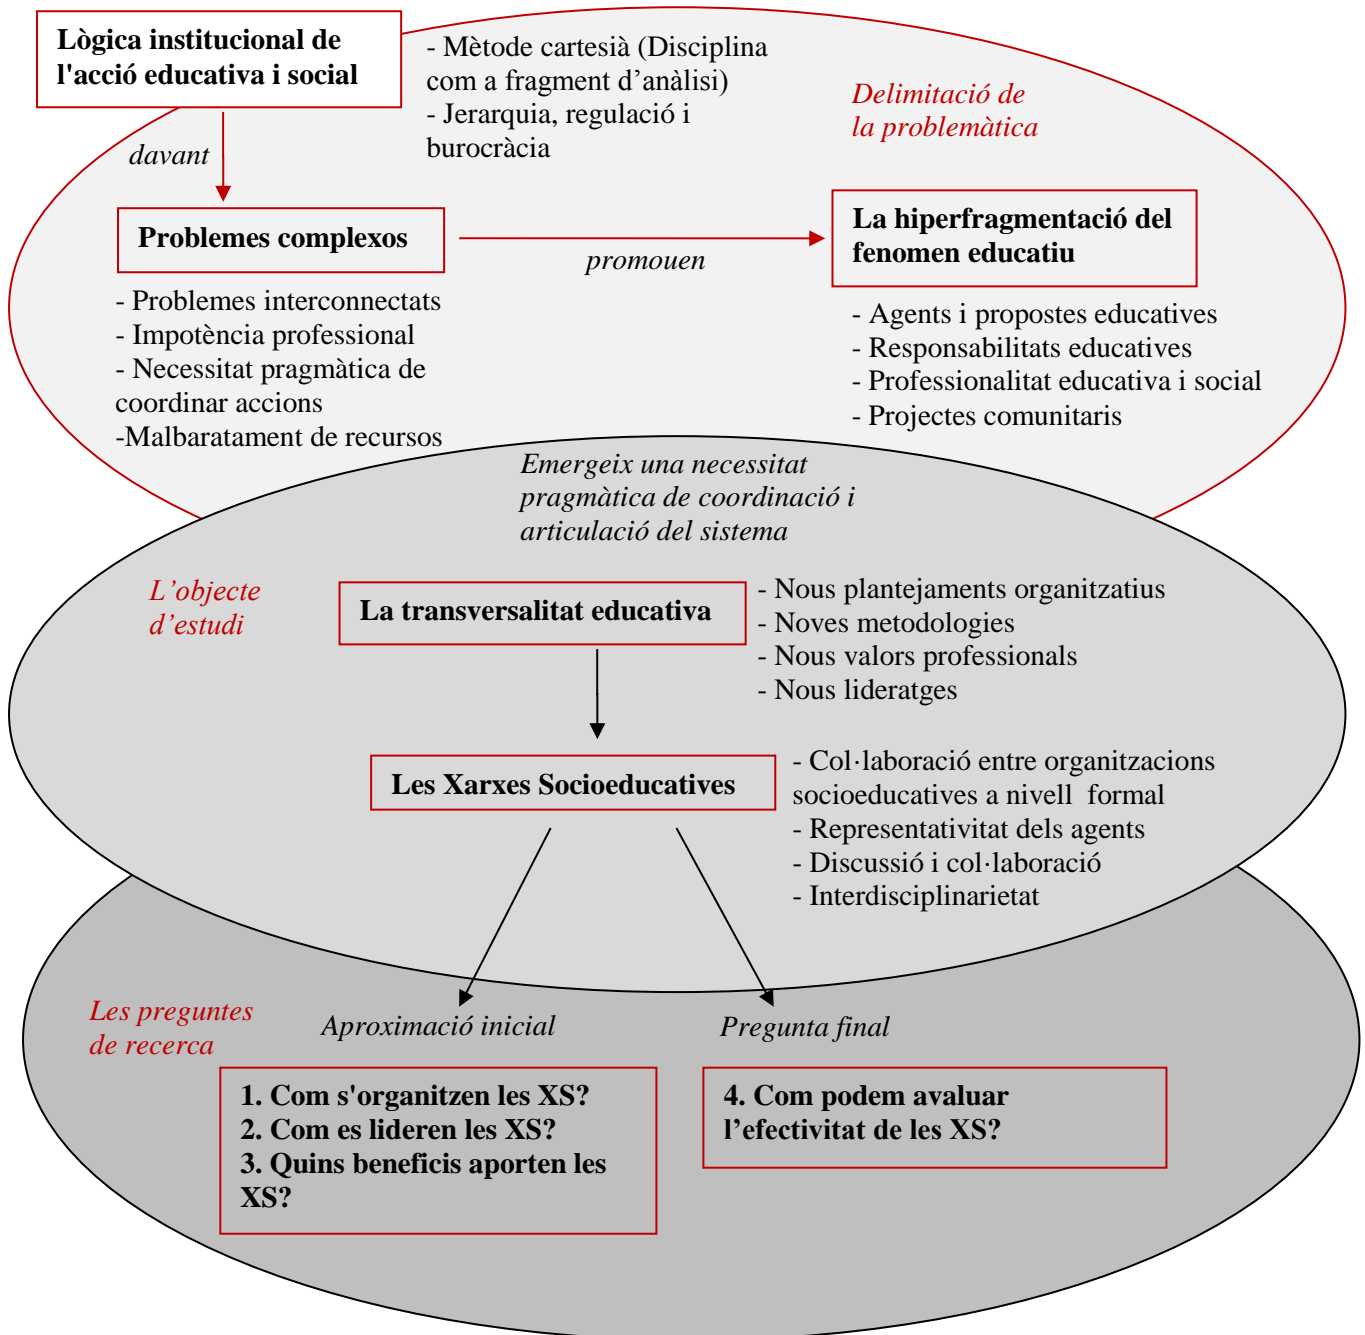 Lògica institucional de
l'acció educativa i social
- Mètode cartesià (Disciplina
com a fragment d’anàlisi)
- Jerarquia, regulació i
burocràcia
Delimitació de
la problemàtica
davant
Problemes complexos
promouen
La hiperfragmentació del
fenomen educatiu
- Problemes interconnectats
- Impotència professional
- Necessitat pragmàtica de
coordinar accions
-Malbaratament de recursos
- Agents i propostes educatives
- Responsabilitats educatives
- Professionalitat educativa i social
- Projectes comunitaris
Emergeix una necessitat
pragmàtica de coordinació i
articulació del sistema
L’objecte
d’estudi
La transversalitat educativa
- Nous plantejaments organitzatius
- Noves metodologies
- Nous valors professionals
- Nous lideratges
Les Xarxes Socioeducatives
- Col·laboració entre organitzacions
socioeducatives a nivell  formal
- Representativitat dels agents
- Discussió i col·laboració
- Interdisciplinarietat
Les preguntes
de recerca
Aproximació inicial
Pregunta final
1. Com s'organitzen les XS?
2. Com es lideren les XS?
3. Quins beneficis aporten les
XS?
4. Com podem avaluar
l’efectivitat de les XS?